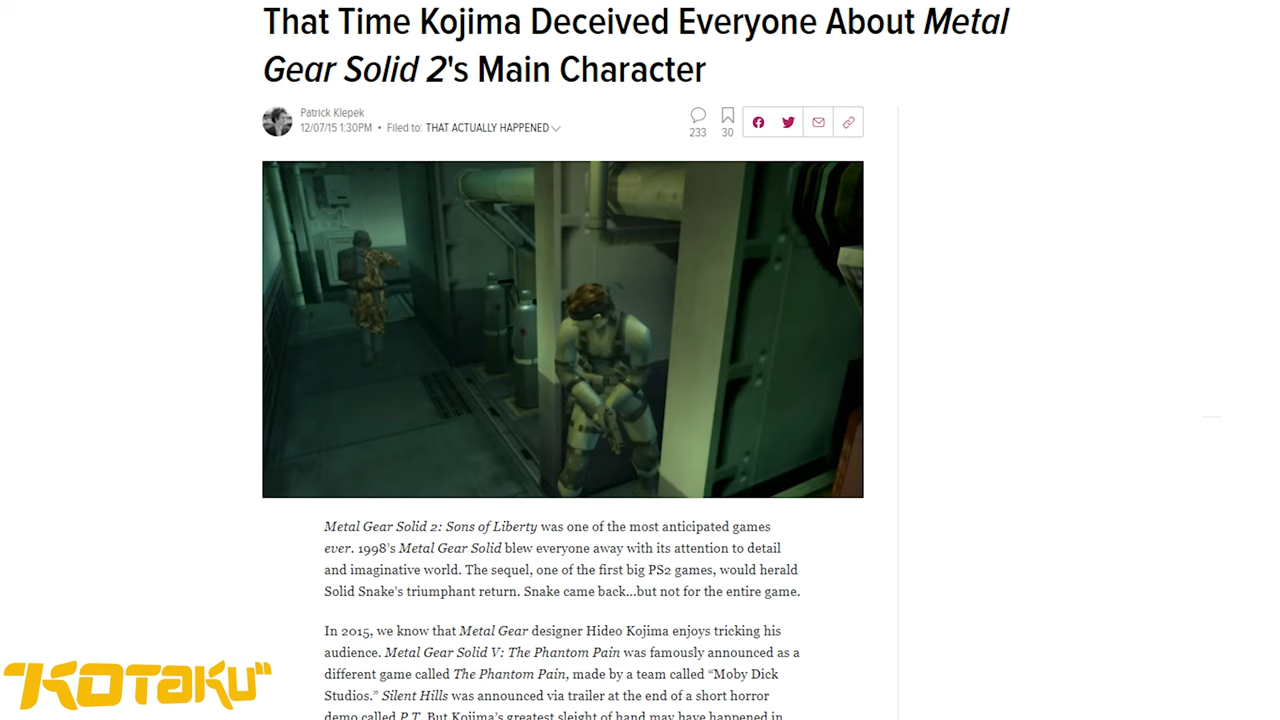 That Time Kojima Deceived Everyone About Metal
Gear Solid 2's Main Character
Patrick Klepek
12/07/15 1:30PM • Filed to: THAT ACTUALLY HAPPENED
233
30
Metal Gear Solid 2: Sons of Liberty was one of the most anticipated games
ever. 1998’s Metal Gear Solid blew everyone away with its attention to detail
and imaginative world. The sequel, one of the first big PS2 games, would herald
Solid Snake’s triumphant return. Snake came back...but not for the entire game.
In 2015, we know that Metal Gear designer Hideo Kojima enjoys tricking his
audience. Metal Gear Solid V: The Phantom Pain was famously announced as a
different game called The Phantom Pain, made by a team called “Moby Dick
Studios.” Silent Hills was announced via trailer at the end of a short horror
demo called P.T. But Kojima’s greatest sleight of hand may have happened in
"KOTAKU"